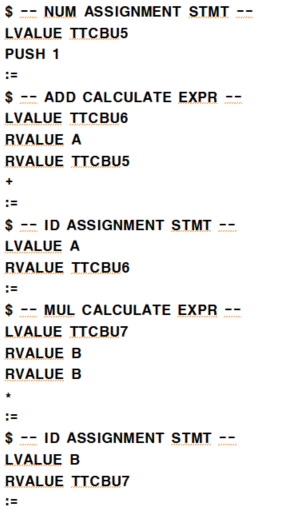 $ -- NUM ASSIGNMENT STMT --
LVALUE TTCBU5
PUSH 1
:=
$ -- ADD CALCULATE EXPR --
LVALUE TTCBU6
RVALUE A
RVALUE TTCBU5
+
:=
$ -- ID ASSIGNMENT STMT --
LVALUE A
RVALUE TTCBU6
:=
$ -- MUL CALCULATE EXPR --
LVALUE TTCBU7
RVALUE B
RVALUE B
*
:=
$ -- ID ASSIGNMENT STMT --
LVALUE B
RVALUE TTCBU7
:=